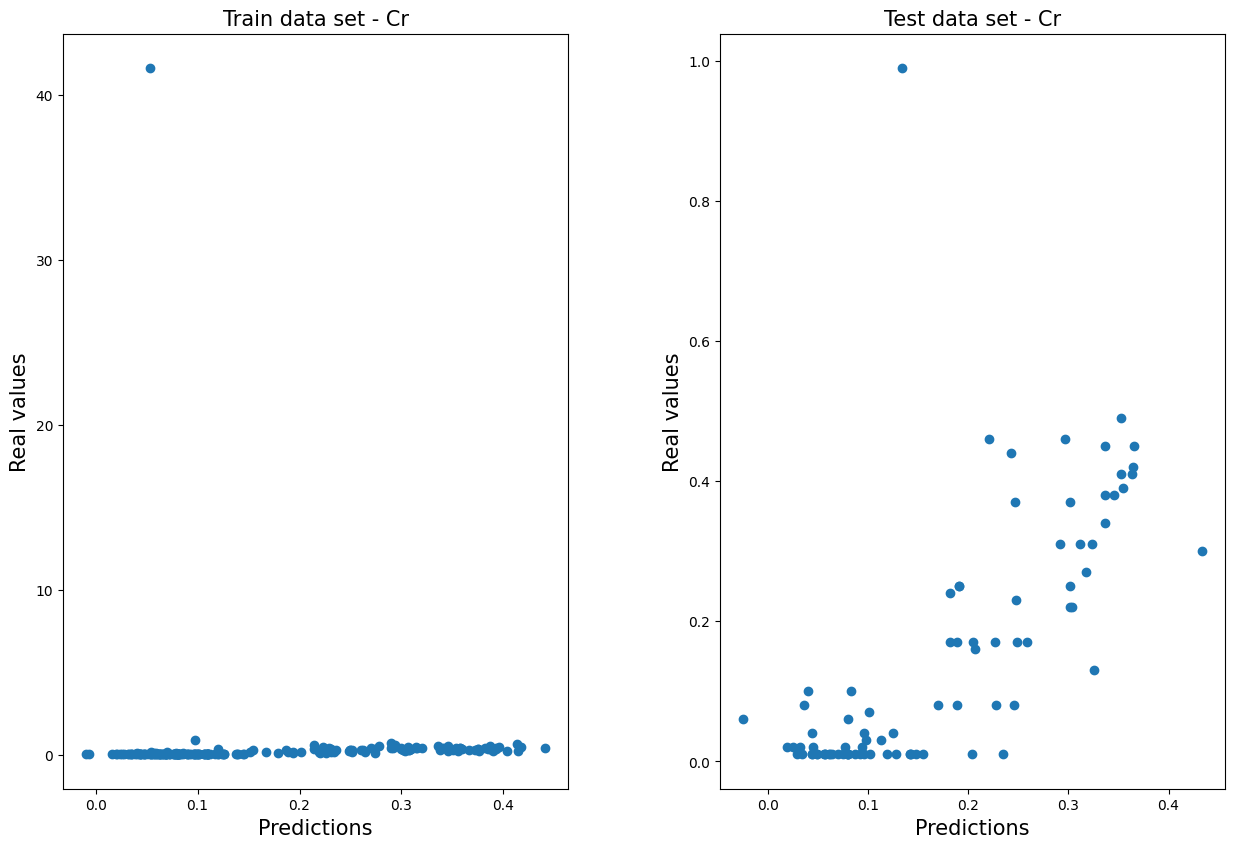 Train data set - Cr
40
30
20
10
0
0.0 0.1 0.2 0.3 0.4
Real values
Predictions
Test data set - Cr
1.0
0.8
0.6
0.4
0.2
0.0
0.0 0.1 0.2 0.3 0.4
Real values
Predictions